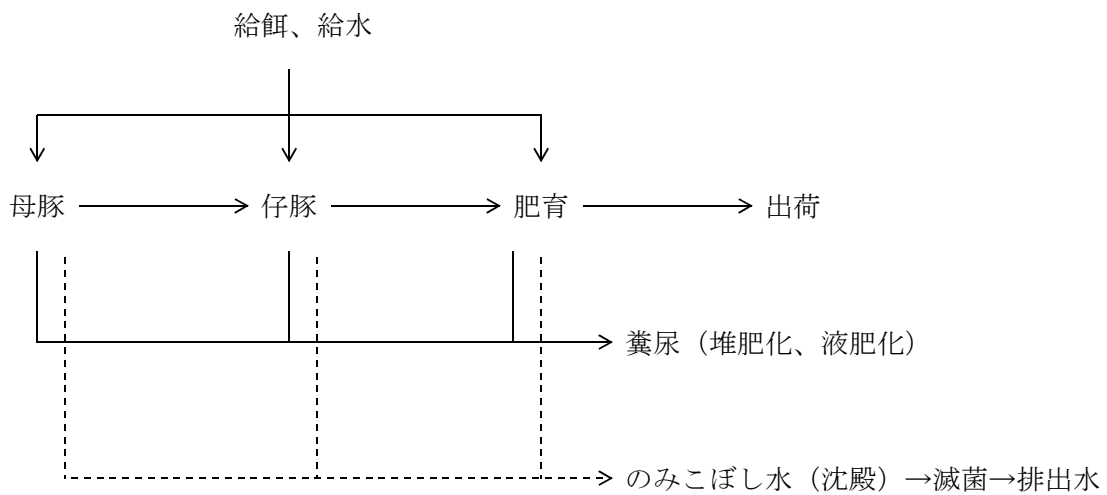 給餌、給水
母豚 仔豚 肥育 出荷
糞尿（堆肥化、液肥化）
のみこぼし水（沈殿）→滅菌→排出水